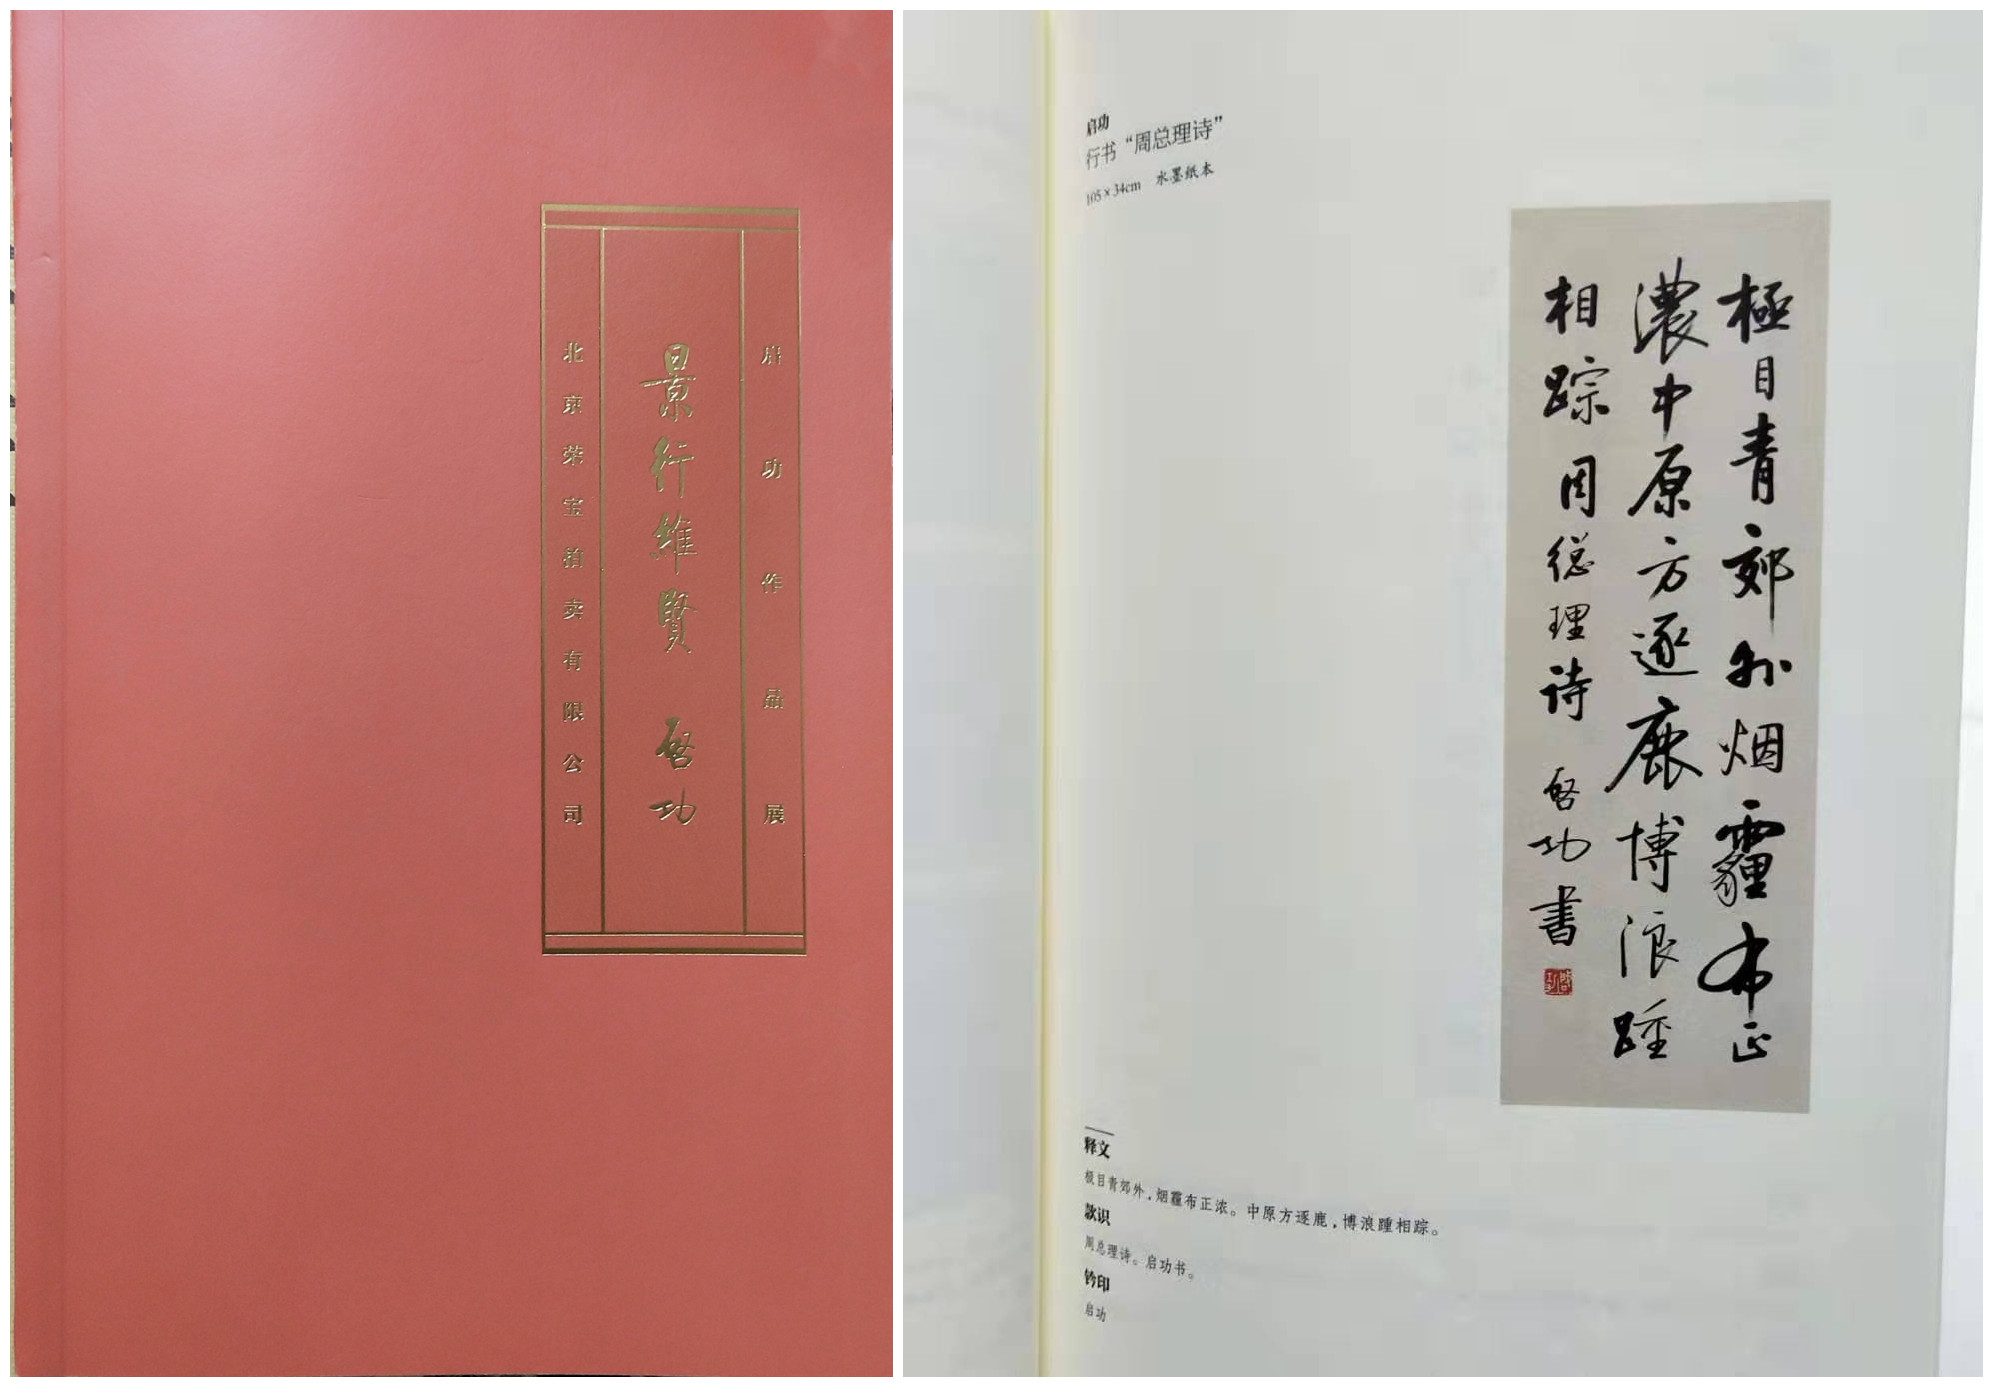 启功作品展
景行維賢 啓功
北京荣宝拍卖有限公司
启功
行书“周总理诗”
105×34cm 水墨纸本
極目青郊外烟霾布正
濃中原方逐鹿博浪踵
相踪周總理诗 啓功書
启功
释文
极目青郊外，烟霾布正浓。中原方逐鹿，博浪踵相踪。
款识
周总理诗。启功书。
钤印
启功